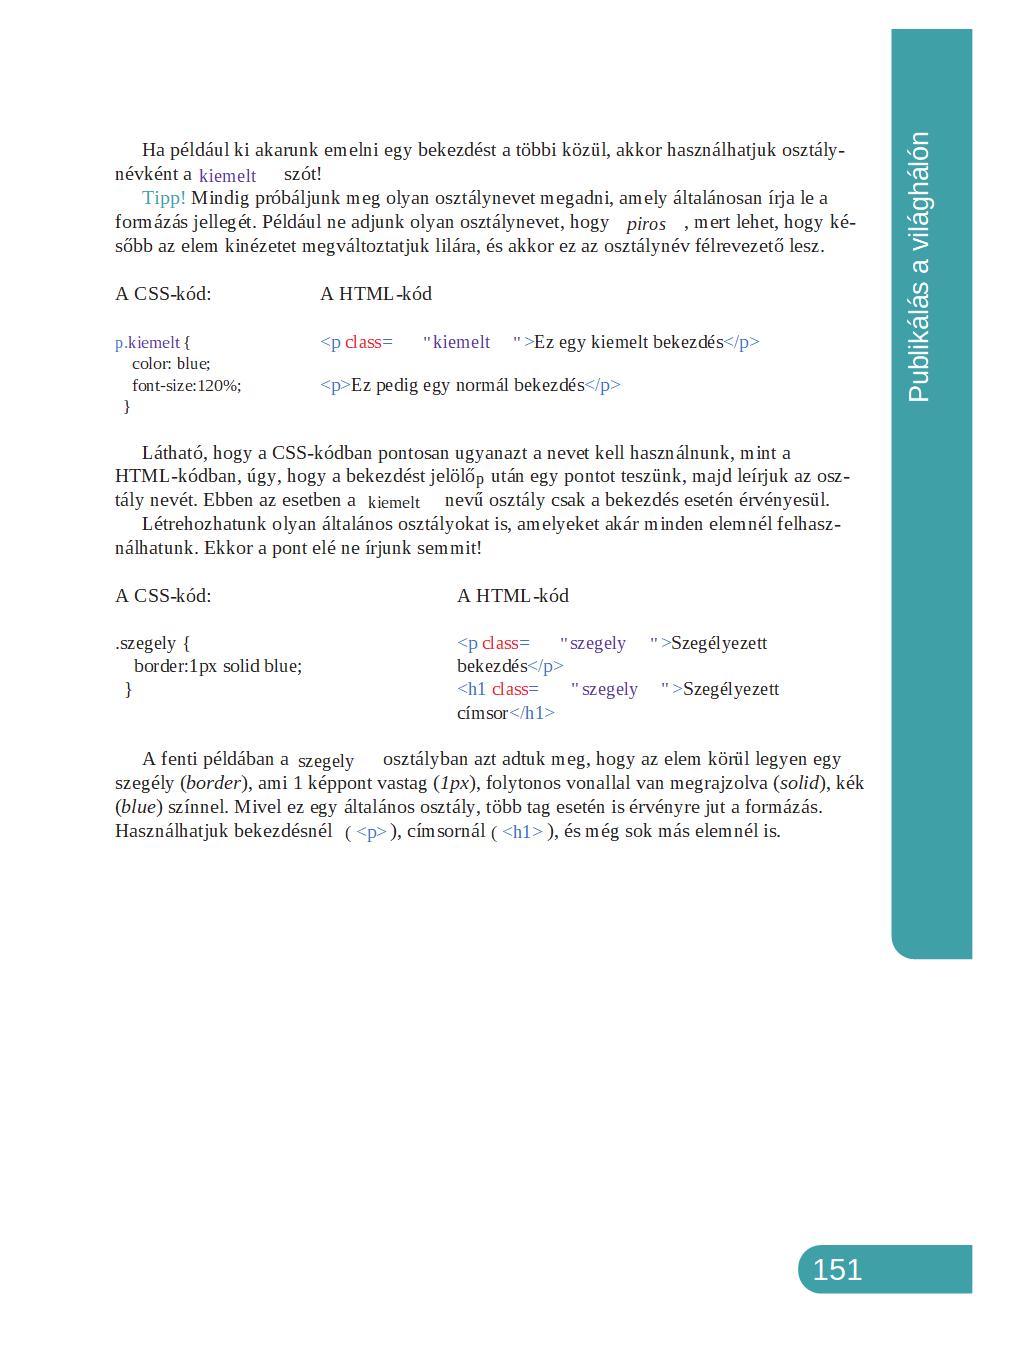 Ha például ki akarunk emelni egy bekezdést a többi közül, akkor használhatjuk osztály-
névként a kiemelt szót!
Tipp! Mindig próbáljunk meg olyan osztálynevet megadni, amely általánosan írja le a
formázás jellegét. Például ne adjunk olyan osztálynevet, hogy piros, mert lehet, hogy ké-
sőbb az elem kinézetet megváltoztatjuk lilára, és akkor ez az osztálynév félrevezető lesz.
A CSS-kód: A HTML-kód
p.kiemelt { <p class= "kiemelt">Ez egy kiemelt bekezdés</p>
color: blue;
font-size:120%; <p>Ez pedig egy normál bekezdés</p>
}
Látható, hogy a CSS-kódban pontosan ugyanazt a nevet kell használnunk, mint a
HTML-kódban, úgy, hogy a bekezdést jelölő p után egy pontot teszünk, majd leírjuk az osz-
tály nevét. Ebben az esetben a kiemelt nevű osztály csak a bekezdés esetén érvényesül.
Létrehozhatunk olyan általános osztályokat is, amelyeket akár minden elemnél felhasz-
nálhatunk. Ekkor a pont elé ne írjunk semmit!
A CSS-kód: A HTML-kód
.szegely { <p class= "szegely">Szegélyezett
border:1px solid blue; bekezdés</p>
} <h1 class= "szegely">Szegélyezett
címsor</h1>
A fenti példában a szegely osztályban azt adtuk meg, hogy az elem körül legyen egy
szegély (border), ami 1 képpont vastag (1px), folytonos vonallal van megrajzolva (solid), kék
(blue) színnel. Mivel ez egy általános osztály, több tag esetén is érvényre jut a formázás.
Használhatjuk bekezdésnél (<p>), címsornál (<h1>), és még sok más elemnél is.
Publikálás a világhálón
151